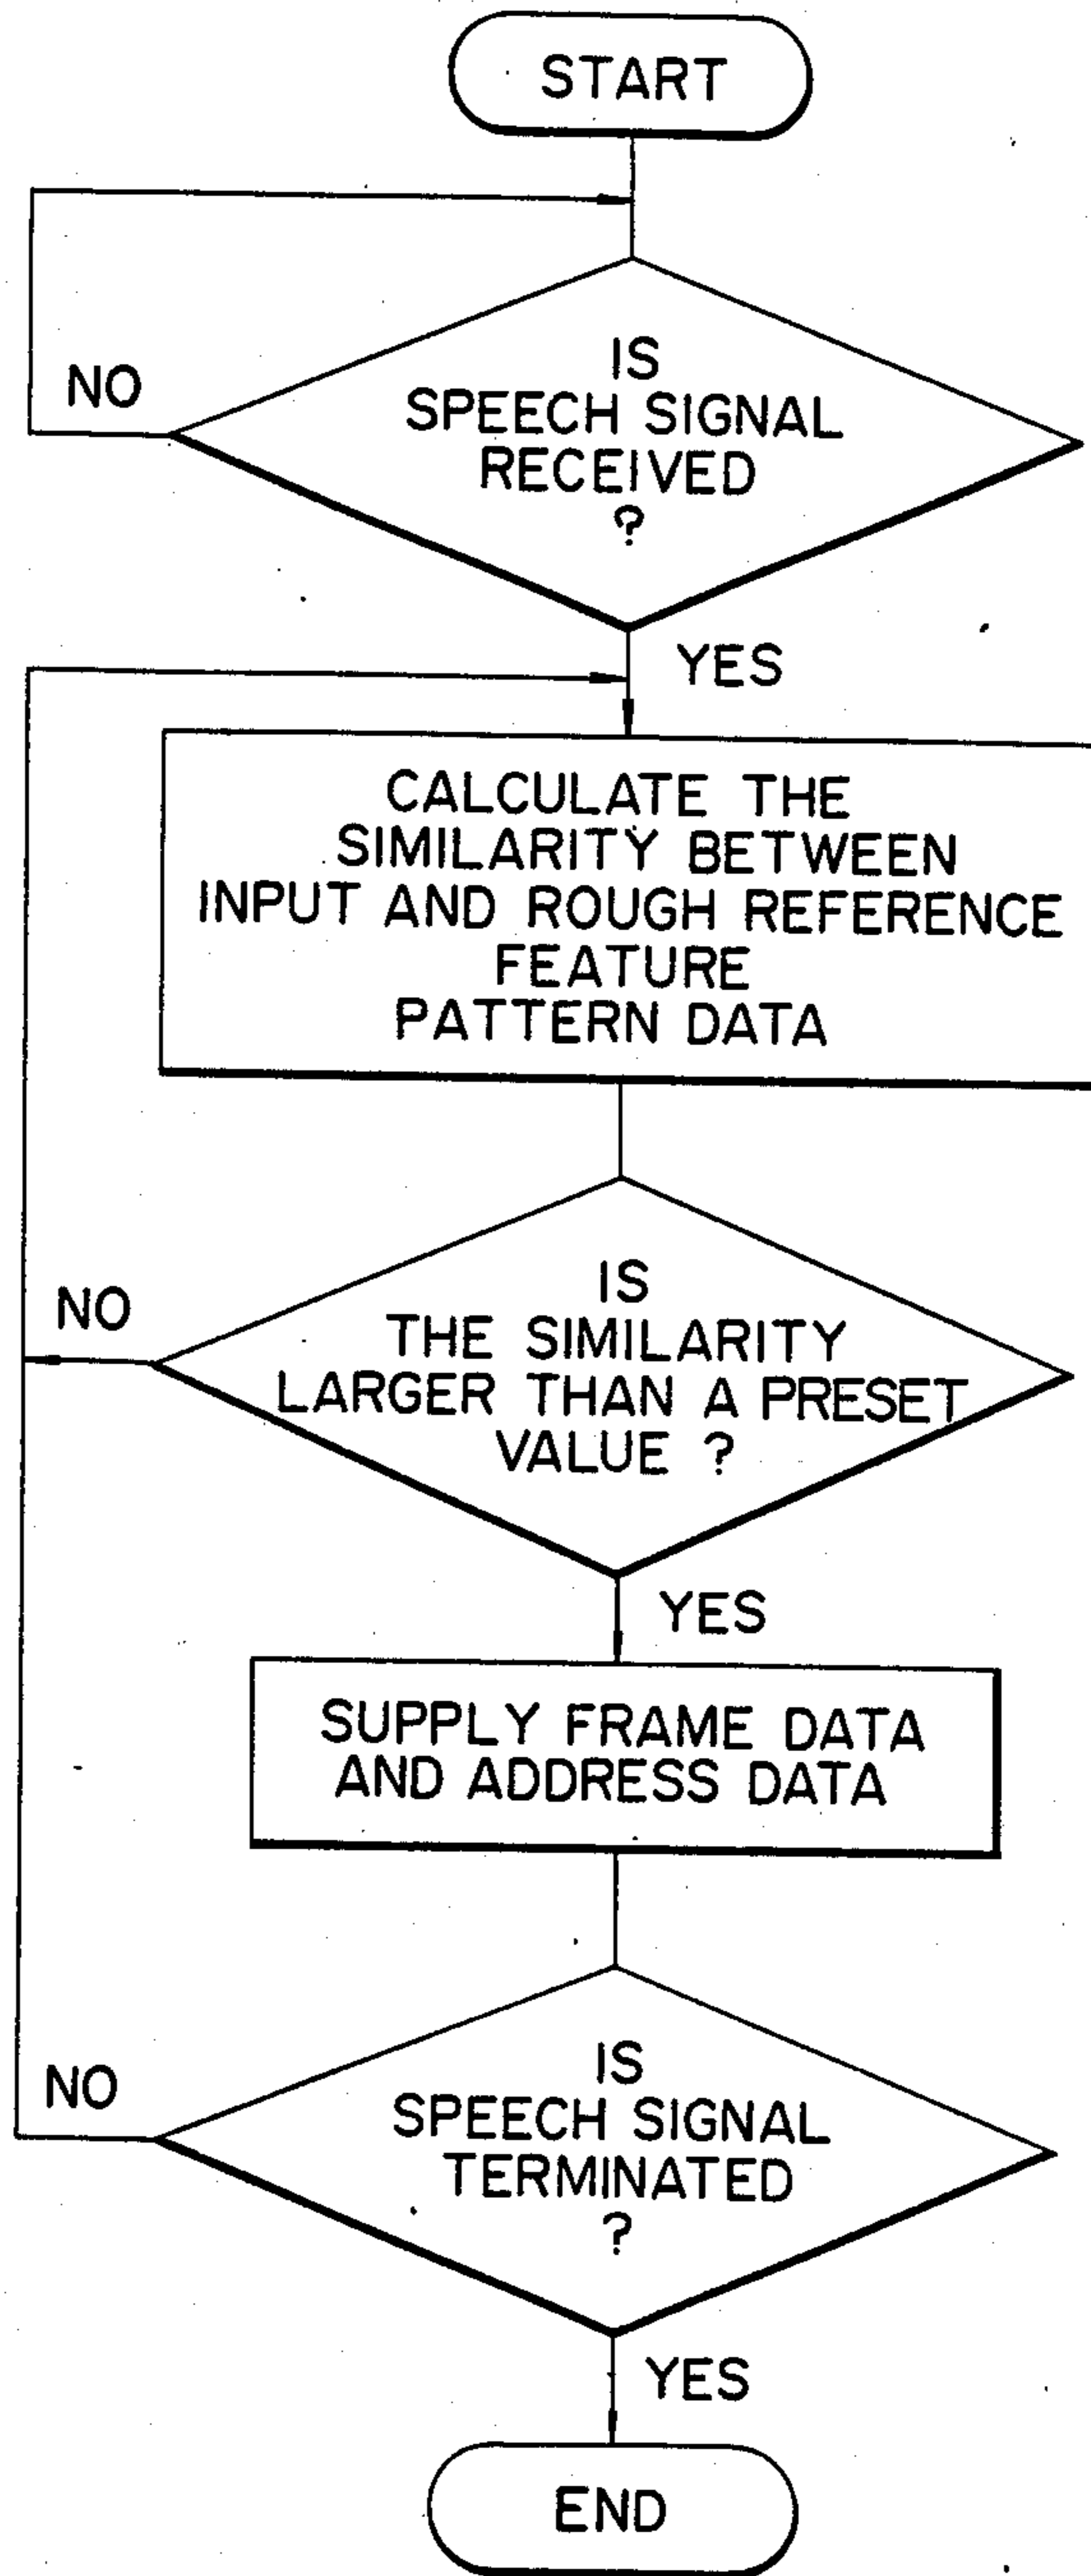 START
NO
IS
SPEECH SIGNAL
RECEIVED
?
YES
CALCULATE THE
SIMILARITY BETWEEN
INPUT AND ROUGH REFERENCE
FEATURE
PATTERN DATA
NO
IS
THE SIMILARITY
LARGER THAN A PRESET
VALUE ?
YES
SUPPLY FRAME DATA
AND ADDRESS DATA
NO
IS
SPEECH SIGNAL
TERMINATED
?
YES
END